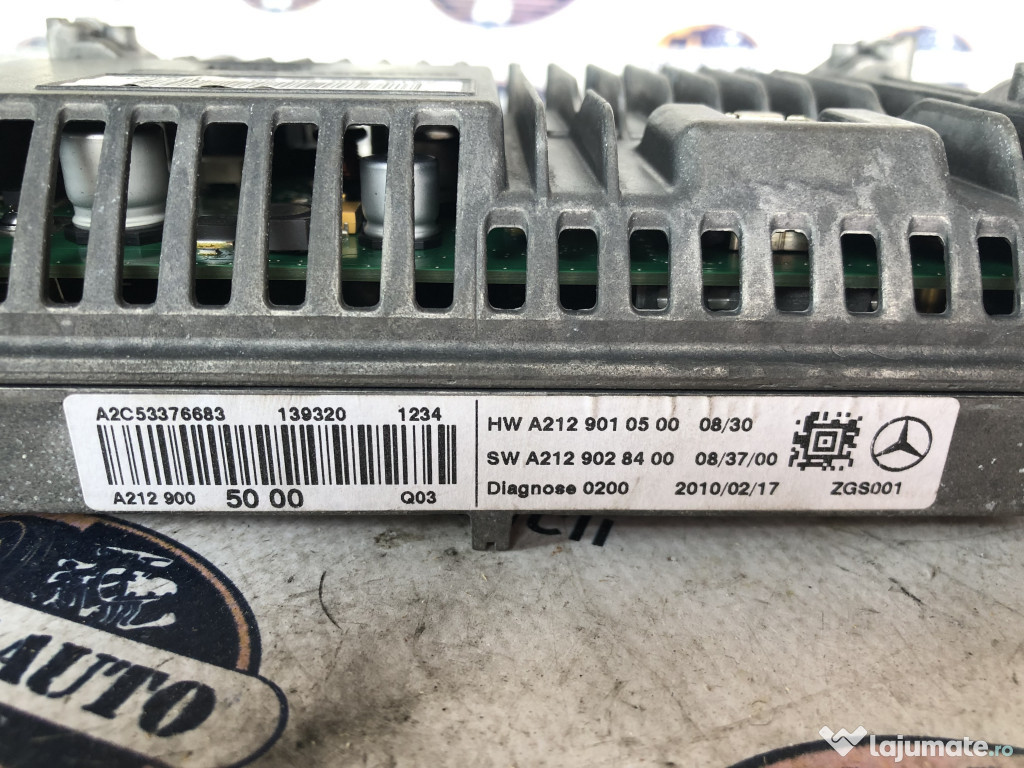 A2C53376683 139320 1234
A212 900 50 00 Q03
HW A212 901 05 00 08/30
SW A212 902 84 00 08/37/00
Diagnose 0200 2010/02/17 ZGS001
AUTO
lajumate.ro